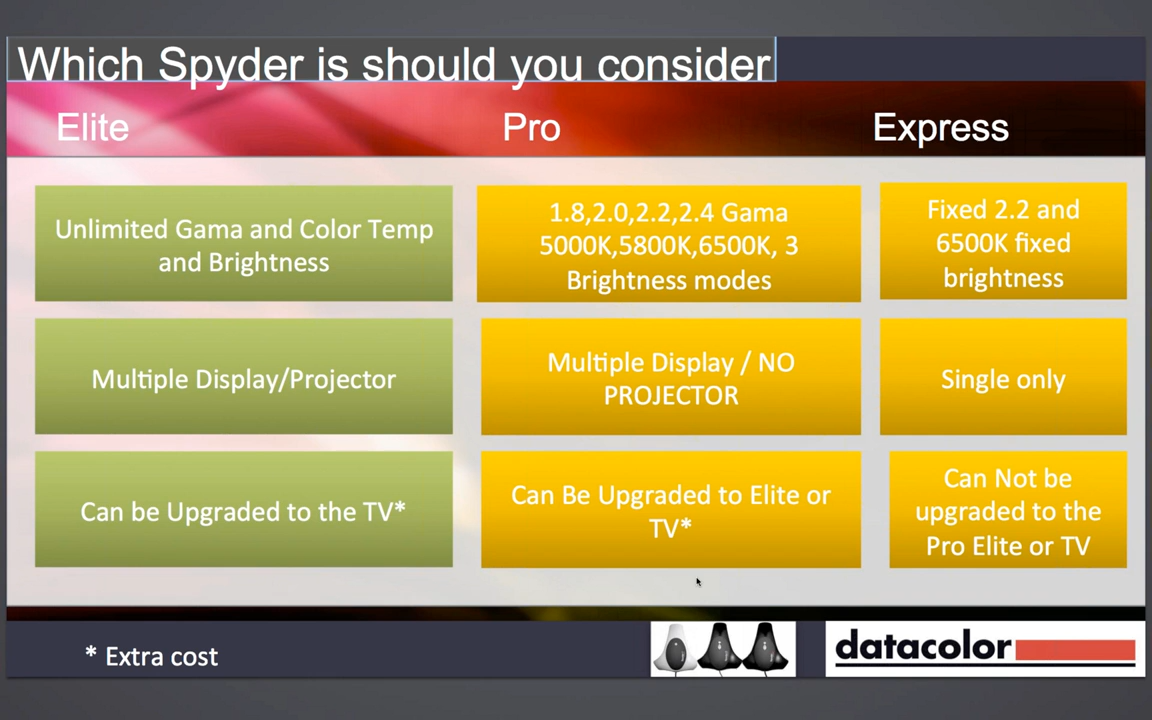 Which Spyder is should you consider
Elite
Pro
Express
Unlimited Gama and Color Temp
and Brightness
1.8,2.0,2.2,2.4 Gama
5000K,5800K,6500K, 3
Brightness modes
Fixed 2.2 and
6500K fixed
brightness
Multiple Display/Projector
Multiple Display / NO
PROJECTOR
Single only
Can be Upgraded to the TV*
Can Be Upgraded to Elite or
TV*
Can Not be
upgraded to the
Pro Elite or TV
* Extra cost
datacolor